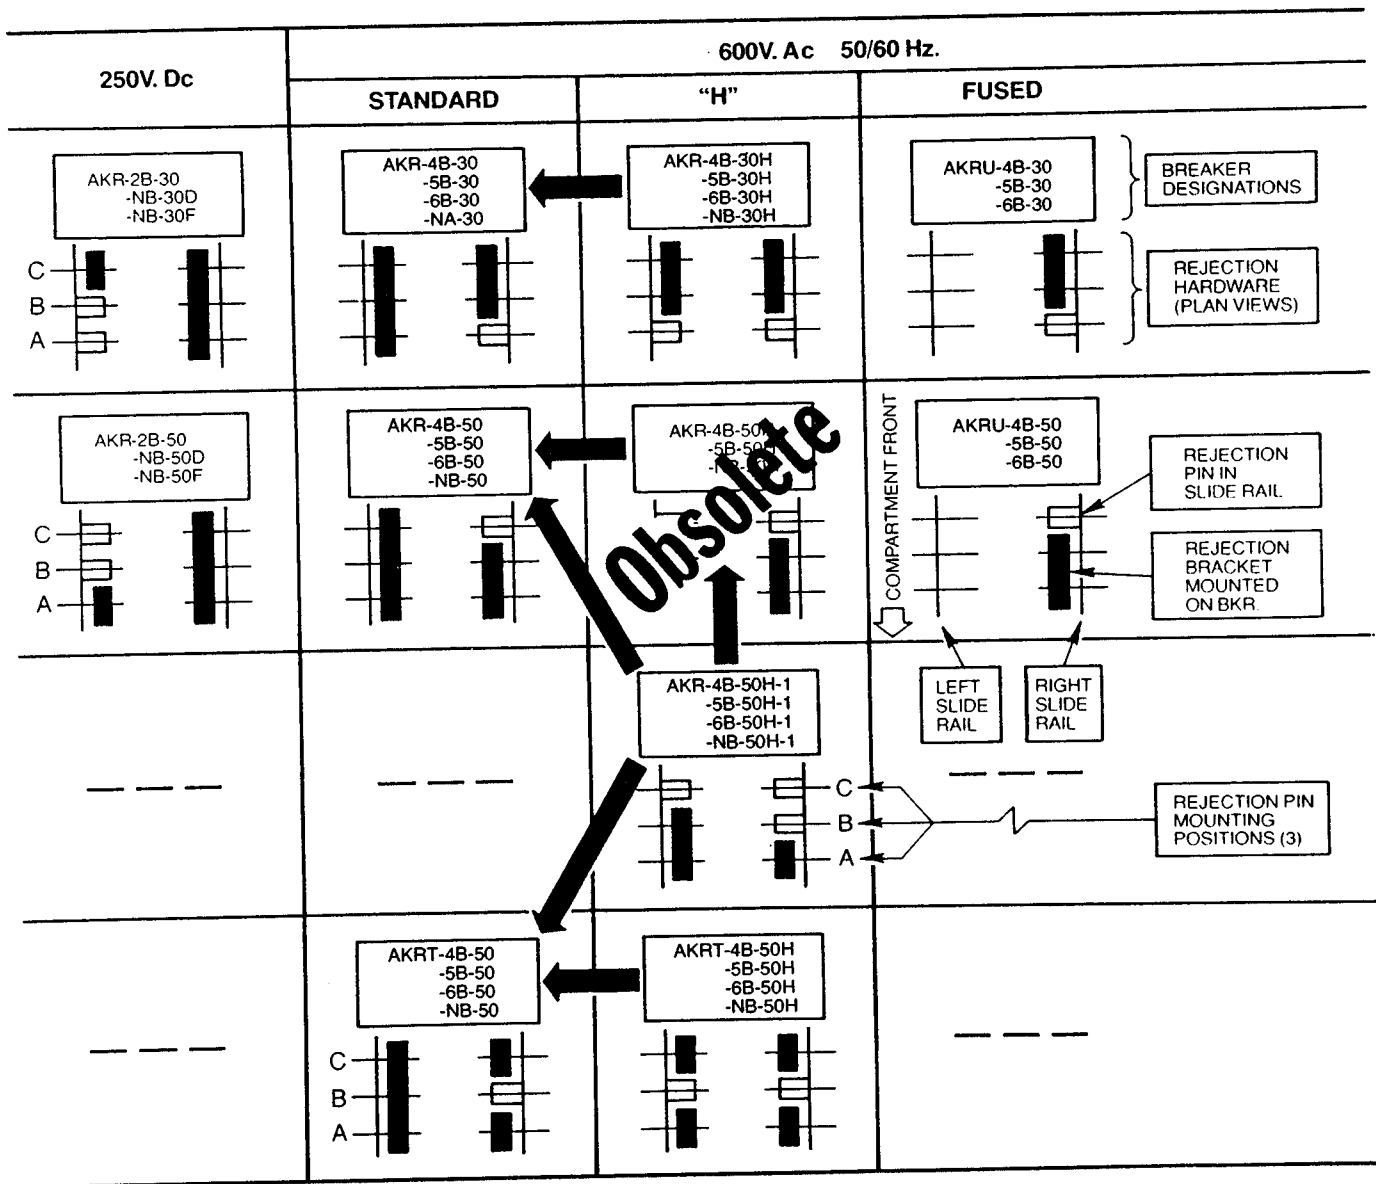 600V. Ac 50/60 Hz.
250V. Dc
STANDARD
"H"
FUSED
AKR-2B-30
-NB-30D
-NB-30F
AKR-4B-30
-5B-30
-6B-30
-NA-30
AKR-4B-30H
-5B-30H
-6B-30H
-NB-30H
AKRU-4B-30
-5B-30
-6B-30
BREAKER
DESIGNATIONS
C
B
A
REJECTION
HARDWARE
(PLAN VIEWS)
AKR-2B-50
-NB-50D
-NB-50F
AKR-4B-50
-5B-50
-6B-50
-NB-50
AKR-4B-50H
Obsolete
COMPARTMENT FRONT
AKRU-4B-50
-5B-50
-6B-50
REJECTION
PIN IN
SLIDE RAIL
C
B
A
REJECTION
BRACKET
MOUNTED
ON BKR.
AKR-4B-50H-1
-5B-50H-1
-6B-50H-1
-NB-50H-1
LEFT
SLIDE
RAIL
RIGHT
SLIDE
RAIL
C
B
A
REJECTION PIN
MOUNTING
POSITIONS (3)
AKRT-4B-50
-5B-50
-6B-50
-NB-50
AKRT-4B-50H
-5B-50H
-6B-50H
-NB-50H
C
B
A